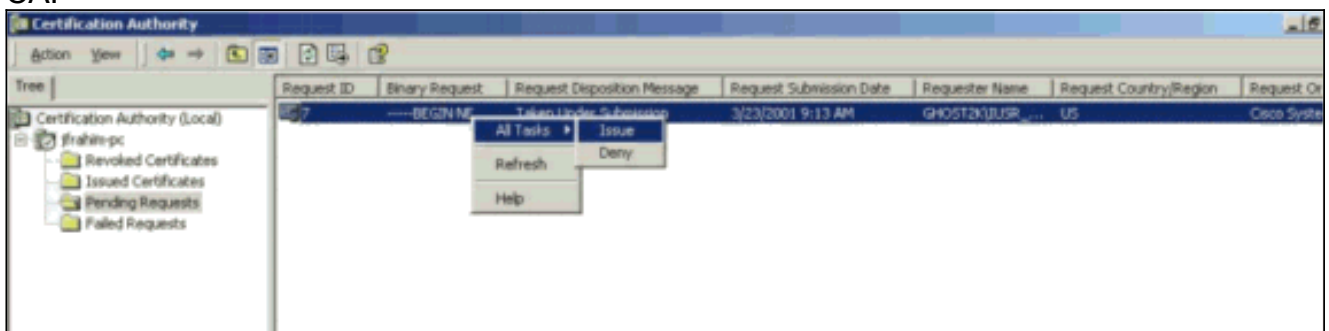 Certification Authority
Action View
Tree
Request ID Binary Request Request Disposition Message Request Submission Date Requester Name Request Country/Region Request Or
Certification Authority (Local)
jfrahim-pc
Revoked Certificates
Issued Certificates
Pending Requests
Failed Requests
7 -----BEGIN NE... Taken Under Submission 3/23/2001 9:13 AM GHOST2K\IUSR_... US Cisco Syste
All Tasks Issue
Deny
Refresh
Help